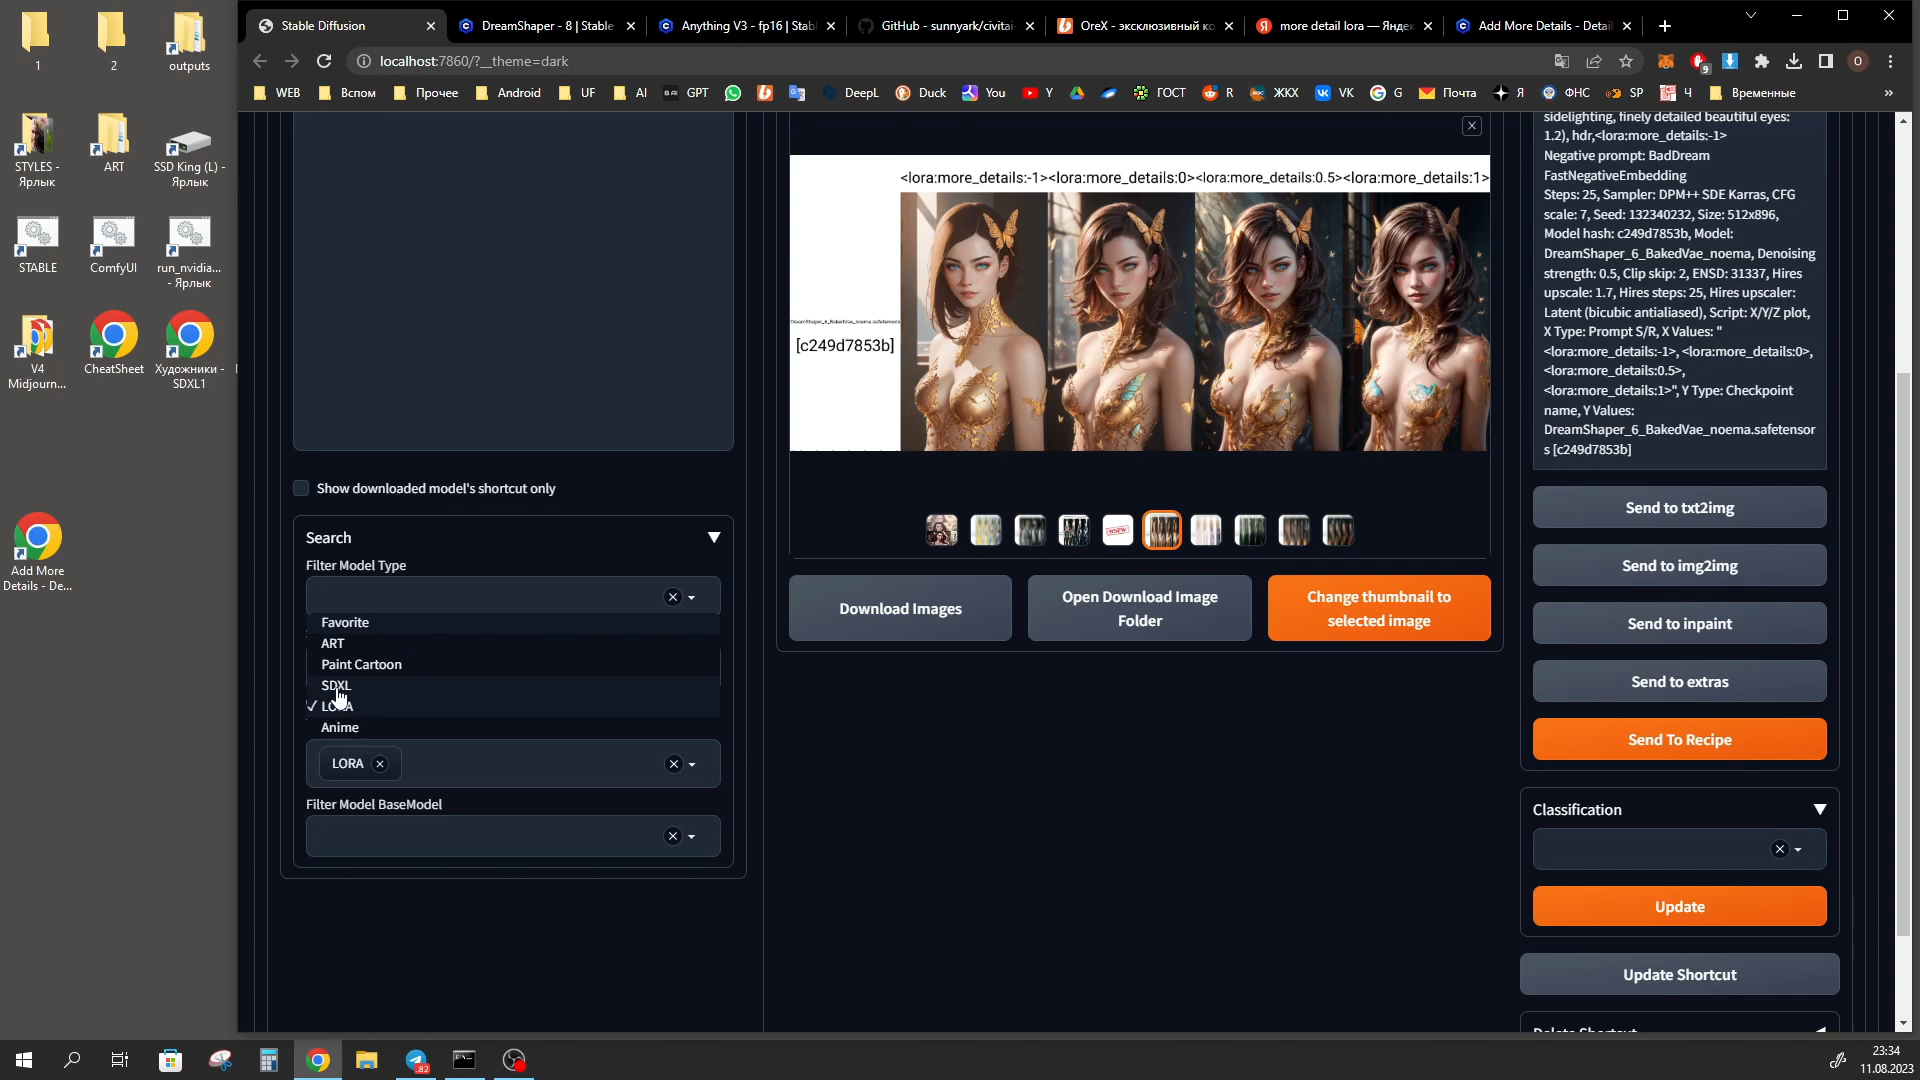 Stable Diffusion
DreamShaper - 8 | Stable
Anything V3 - fp16 | Stabl
GitHub - sunnyark/civitai-
OreX - эксклюзивный ко
more detail lora — Яндек
Add More Details - Detail
localhost:7860/?__theme=dark
WEB
Вспом
Прочее
Android
UF
AI
GPT
DeepL
Duck
You
Y
ГОСТ
R
ЖКХ
VK
G
Почта
Я
ФНС
SP
Ч
Временные
1
2
outputs
STYLES - Ярлык
ART
SSD King (L) - Ярлык
STABLE
ComfyUI
run_nvidia... - Ярлык
V4 Midjourn...
CheatSheet
Художники - SDXL1
Add More Details - De...
Show downloaded model's shortcut only
Search
Filter Model Type
Favorite
ART
Paint Cartoon
SDXL
Anime
LORA
Filter Model BaseModel
<lora:more_details:-1><lora:more_details:0><lora:more_details:0.5><lora:more_details:1>
DreamShaper_6_BakedVae_noema.safetensors
[c249d7853b]
NSFW
Download Images
Open Download Image Folder
Change thumbnail to selected image
sidelighting, finely detailed beautiful eyes:
1.2), hdr,<lora:more_details:-1>
Negative prompt: BadDream
FastNegativeEmbedding
Steps: 25, Sampler: DPM++ SDE Karras, CFG
scale: 7, Seed: 132340232, Size: 512x896,
Model hash: c249d7853b, Model:
DreamShaper_6_BakedVae_noema, Denoising
strength: 0.5, Clip skip: 2, ENSD: 31337, Hires
upscale: 1.7, Hires steps: 25, Hires upscaler:
Latent (bicubic antialiased), Script: X/Y/Z plot,
X Type: Prompt S/R, X Values: "
<lora:more_details:-1>, <lora:more_details:0>,
<lora:more_details:0.5>,
<lora:more_details:1>", Y Type: Checkpoint
name, Y Values:
DreamShaper_6_BakedVae_noema.safetensor
s [c249d7853b]
Send to txt2img
Send to img2img
Send to inpaint
Send to extras
Send To Recipe
Classification
Update
Update Shortcut
82
23:34
11.08.2023